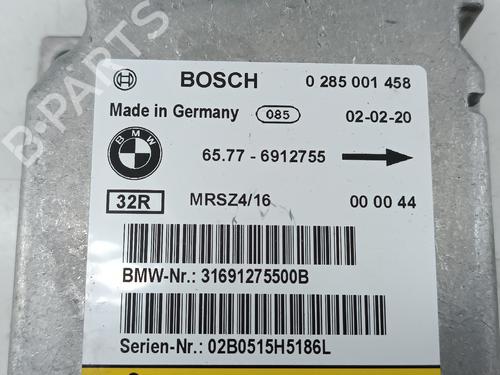 BOSCH 0 285 001 458
Made in Germany 085 02-02-20
BMW 65.77 - 6912755
32R MRSZ4/16 00 00 44
BMW-Nr.: 31691275500B
Serien-Nr.: 02B0515H5186L
B-PARTS